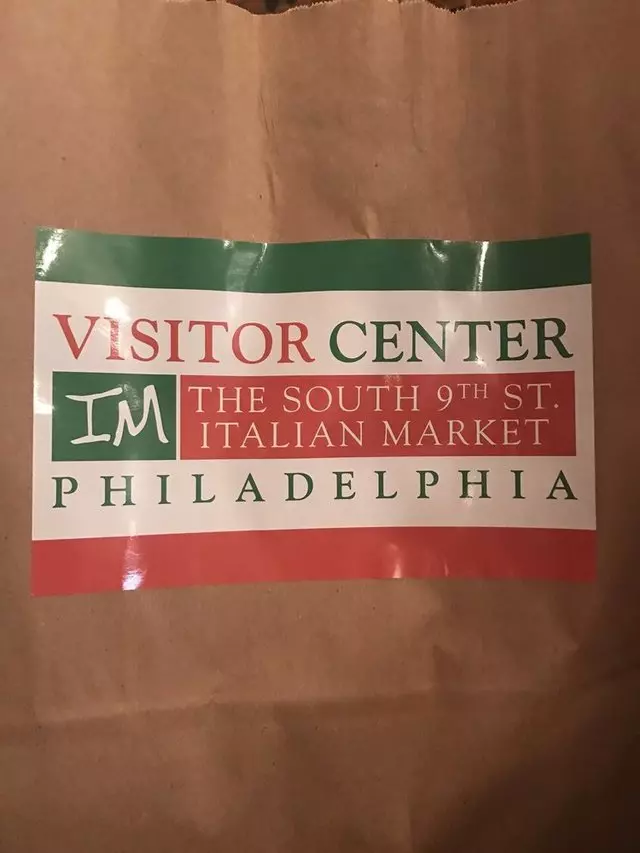 VISITOR CENTER
IM
THE SOUTH 9TH ST.
ITALIAN MARKET
PHILADELPHIA